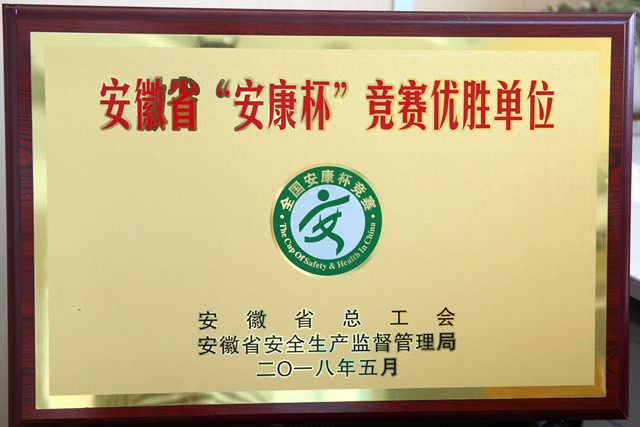 安徽省“安康杯”竞赛优胜单位
·全国安康杯竞赛·
The Cup Of Safety & Health In China
安
安徽省总工会
安徽省安全生产监督管理局
二〇一八年五月